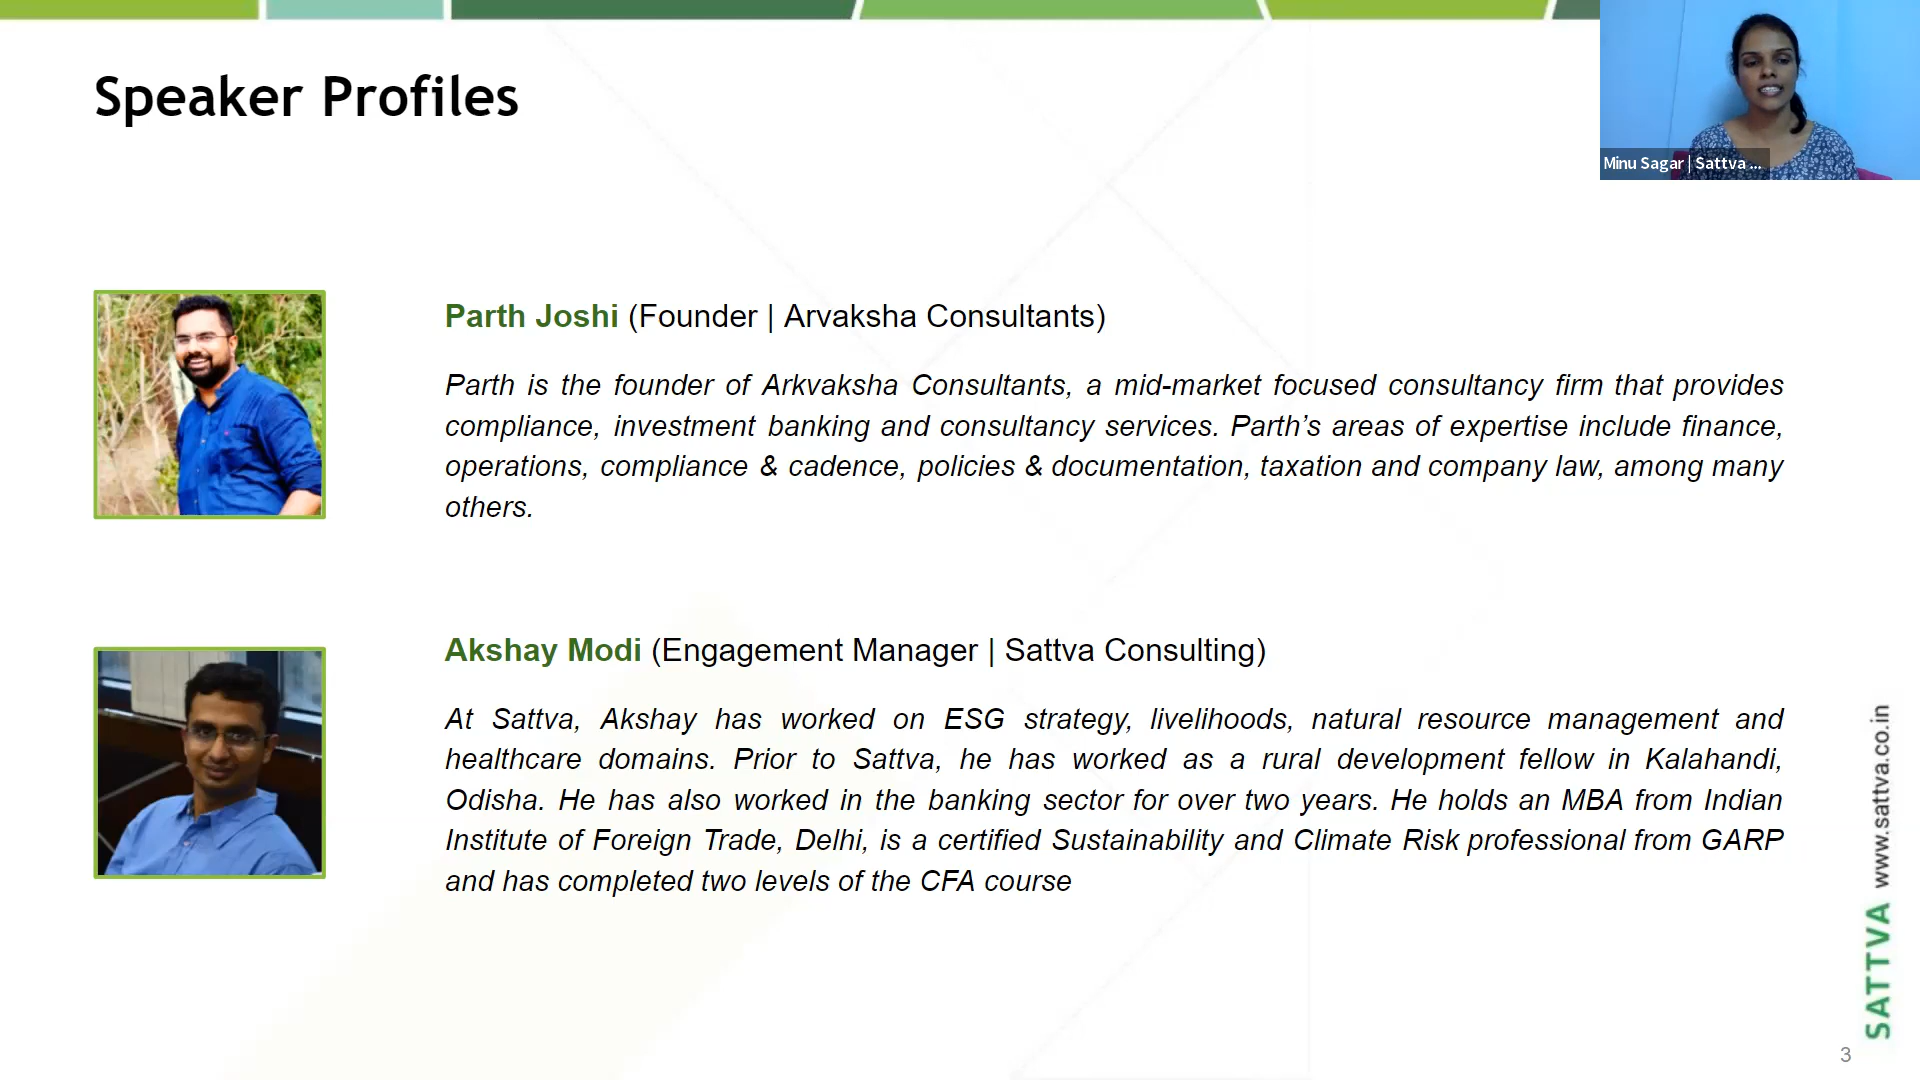 Speaker Profiles
Minu Sagar | Sattva ...
Parth Joshi (Founder | Arvaksha Consultants)
Parth is the founder of Arkvaksha Consultants, a mid-market focused consultancy firm that provides
compliance, investment banking and consultancy services. Parth’s areas of expertise include finance,
operations, compliance & cadence, policies & documentation, taxation and company law, among many
others.
Akshay Modi (Engagement Manager | Sattva Consulting)
At Sattva, Akshay has worked on ESG strategy, livelihoods, natural resource management and
healthcare domains. Prior to Sattva, he has worked as a rural development fellow in Kalahandi,
Odisha. He has also worked in the banking sector for over two years. He holds an MBA from Indian
Institute of Foreign Trade, Delhi, is a certified Sustainability and Climate Risk professional from GARP
and has completed two levels of the CFA course
SATTVA www.sattva.co.in
3